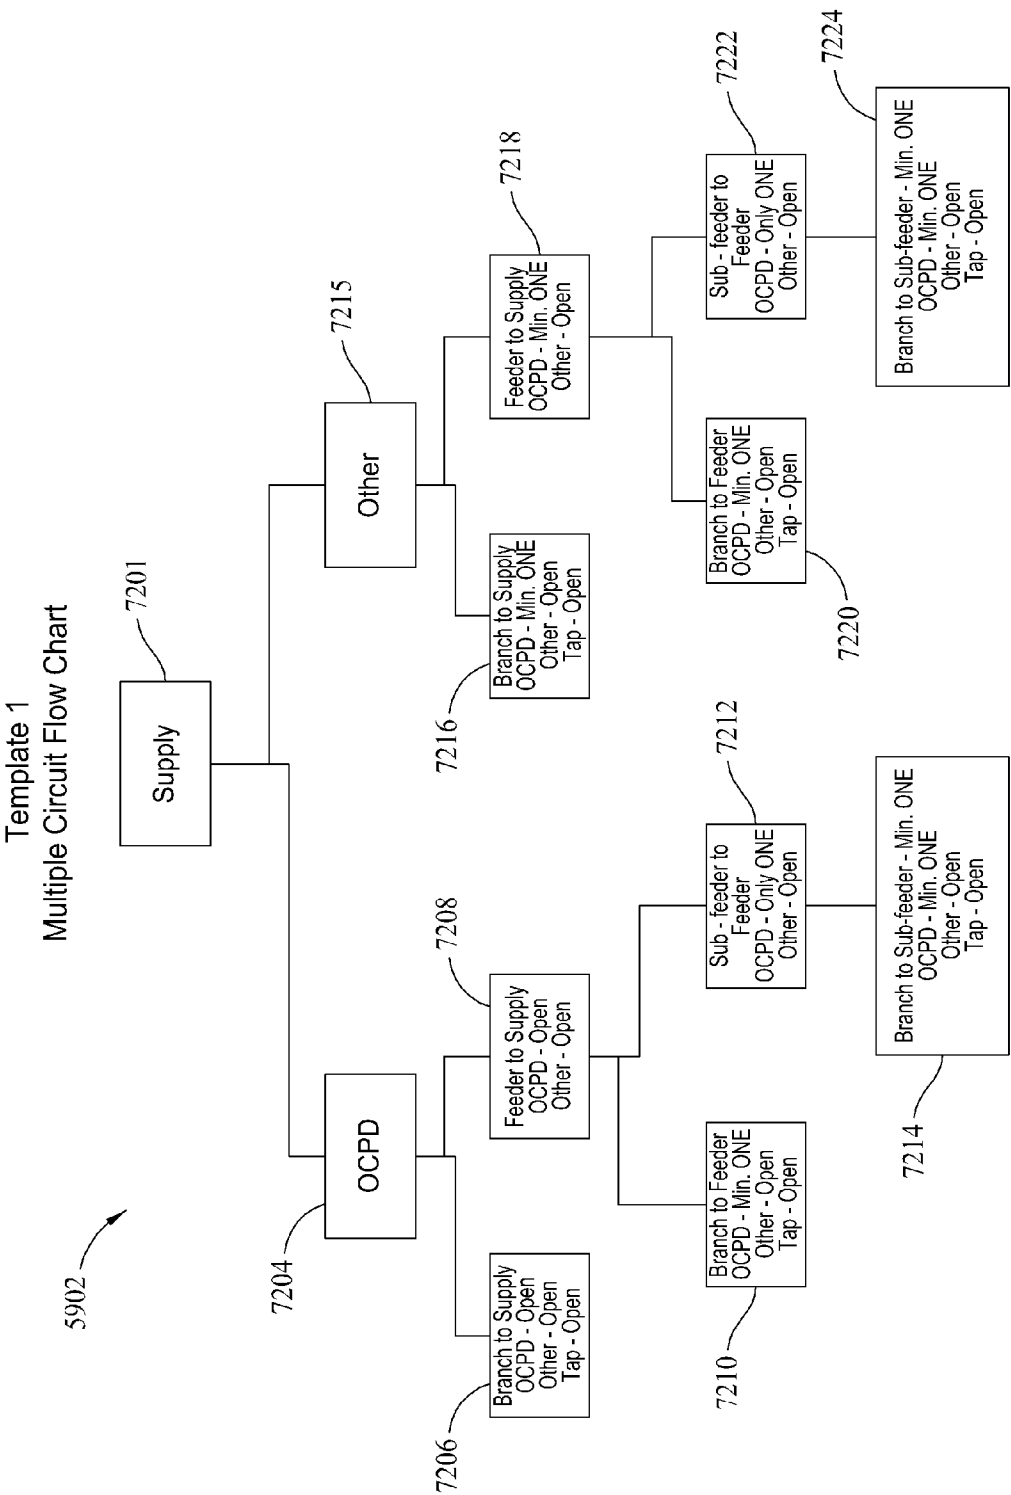 Template 1
Multiple Circuit Flow Chart
5902
Supply
7201
OCPD
7204
Other
7215
Branch to Supply
OCPD - Open
Other - Open
Tap - Open
7206
Feeder to Supply
OCPD - Open
Other - Open
7208
Branch to Supply
OCPD - Min. ONE
Other - Open
Tap - Open
7216
Feeder to Supply
OCPD - Min. ONE
Other - Open
7218
Branch to Feeder
OCPD - Min. ONE
Other - Open
Tap - Open
7210
Sub - feeder to
Feeder
OCPD - Only ONE
Other - Open
7212
Branch to Feeder
OCPD - Min. ONE
Other - Open
Tap - Open
7220
Sub - feeder to
Feeder
OCPD - Only ONE
Other - Open
7222
Branch to Sub-feeder - Min. ONE
OCPD - Min. ONE
Other - Open
Tap - Open
7214
Branch to Sub-feeder - Min. ONE
OCPD - Min. ONE
Other - Open
Tap - Open
7224